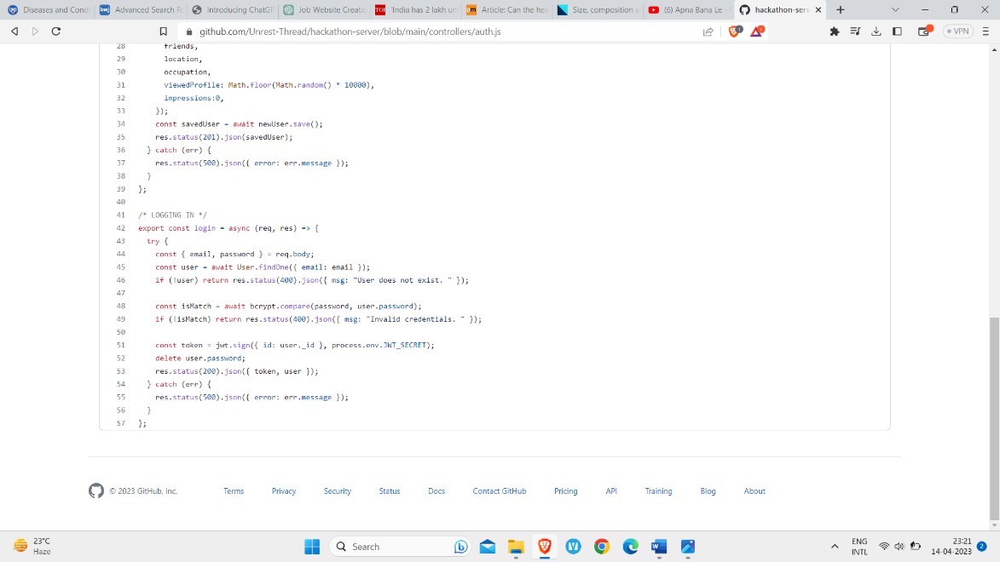 Diseases and Condi
Advanced Search Re
Introducing ChatGP
Job Website Creatio
'India has 2 lakh un
Article: Can the hea
Size, composition a
(6) Apna Bana Le -
hackathon-serv
github.com/Unrest-Thread/hackathon-server/blob/main/controllers/auth.js
VPN
28 friends,
29 location,
30 occupation,
31 viewedProfile: Math.floor(Math.random() * 10000),
32 impressions:0,
33 });
34 const savedUser = await newUser.save();
35 res.status(201).json(savedUser);
36 } catch (err) {
37 res.status(500).json({ error: err.message });
38 }
39 };
40
41 /* LOGGING IN */
42 export const login = async (req, res) => {
43 try {
44 const { email, password } = req.body;
45 const user = await User.findOne({ email: email });
46 if (!user) return res.status(400).json({ msg: "User does not exist. " });
47
48 const isMatch = await bcrypt.compare(password, user.password);
49 if (!isMatch) return res.status(400).json({ msg: "Invalid credentials. " });
50
51 const token = jwt.sign({ id: user._id }, process.env.JWT_SECRET);
52 delete user.password;
53 res.status(200).json({ token, user });
54 } catch (err) {
55 res.status(500).json({ error: err.message });
56 }
57 };
© 2023 GitHub, Inc.
Terms
Privacy
Security
Status
Docs
Contact GitHub
Pricing
API
Training
Blog
About
23°C
Haze
Search
ENG
INTL
23:21
14-04-2023
2